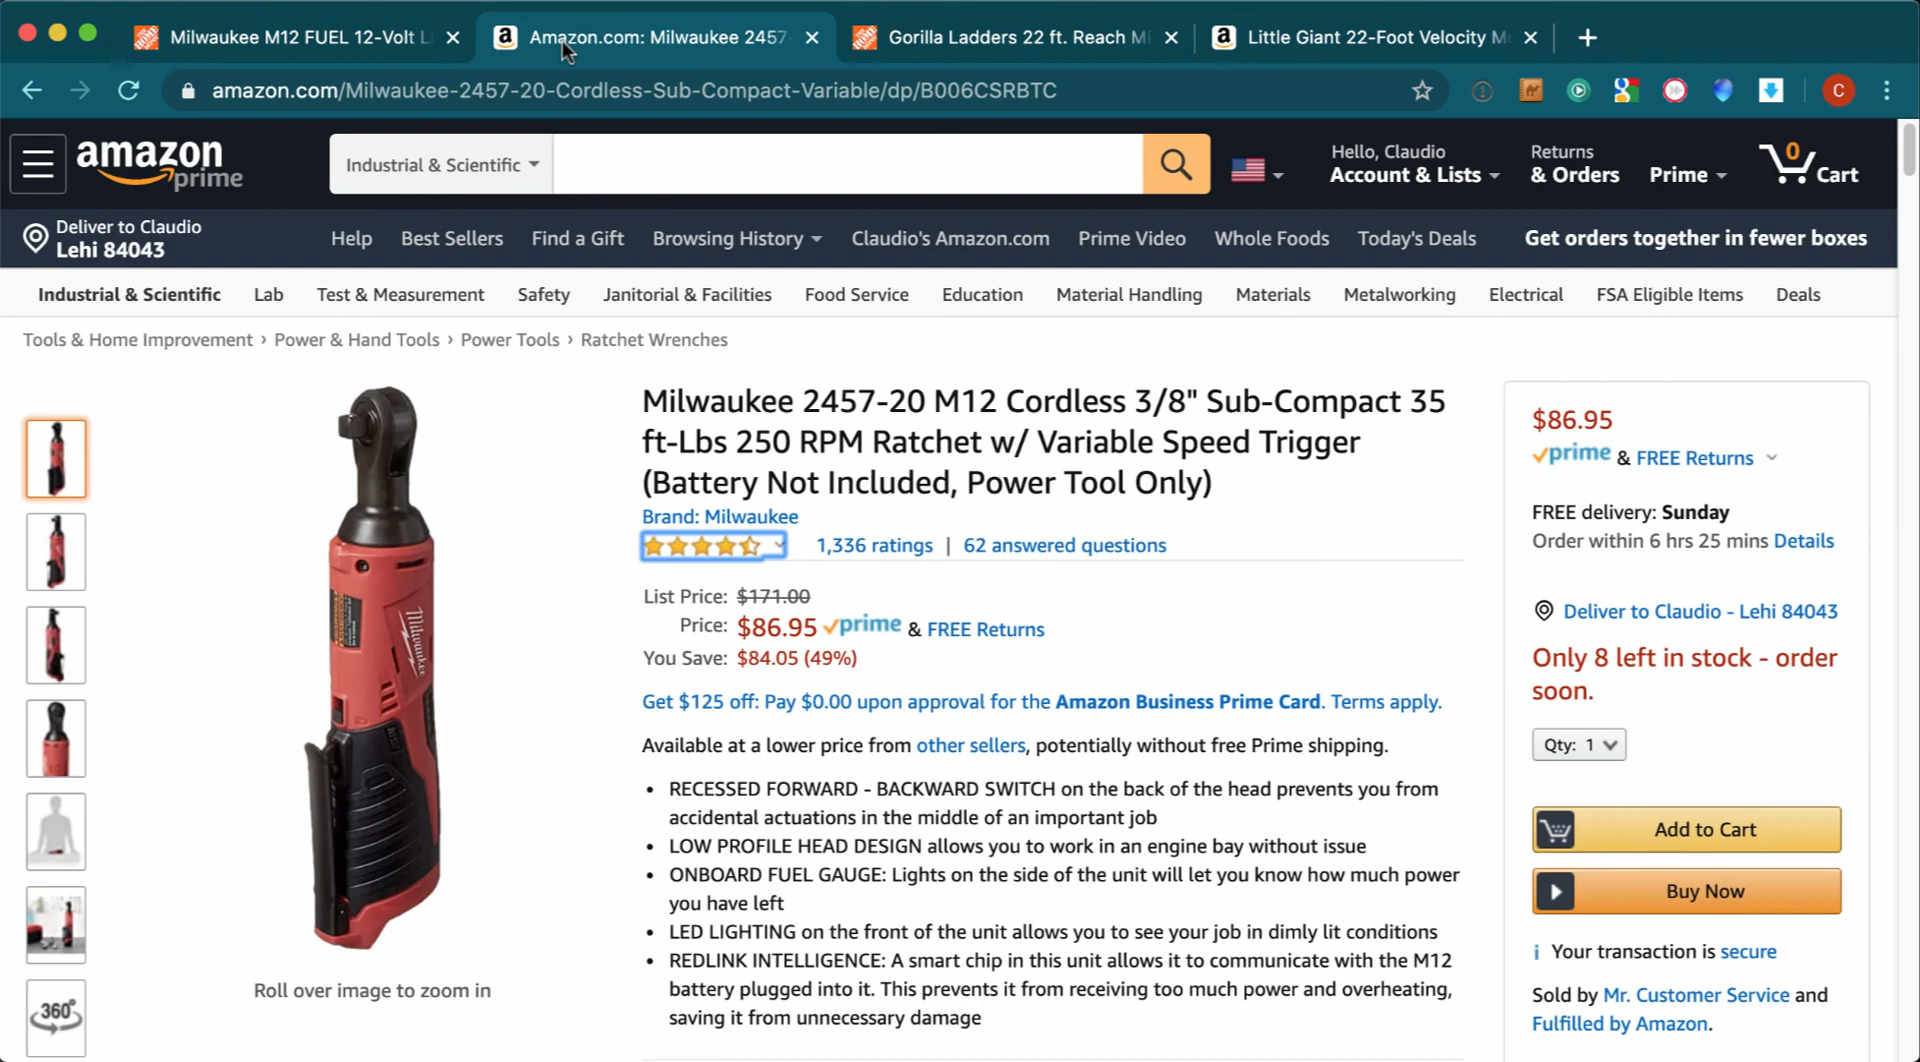 Milwaukee M12 FUEL 12-Volt L
Amazon.com: Milwaukee 2457-
Gorilla Ladders 22 ft. Reach M
Little Giant 22-Foot Velocity M
amazon.com/Milwaukee-2457-20-Cordless-Sub-Compact-Variable/dp/B006CSRBTC
C
amazon prime
Industrial & Scientific
Hello, Claudio
Account & Lists
Returns
& Orders
Prime
0
Cart
Deliver to Claudio
Lehi 84043
Help
Best Sellers
Find a Gift
Browsing History
Claudio's Amazon.com
Prime Video
Whole Foods
Today's Deals
Get orders together in fewer boxes
Industrial & Scientific
Lab
Test & Measurement
Safety
Janitorial & Facilities
Food Service
Education
Material Handling
Materials
Metalworking
Electrical
FSA Eligible Items
Deals
Tools & Home Improvement › Power & Hand Tools › Power Tools › Ratchet Wrenches
Milwaukee
360°
Roll over image to zoom in
Milwaukee 2457-20 M12 Cordless 3/8" Sub-Compact 35
ft-Lbs 250 RPM Ratchet w/ Variable Speed Trigger
(Battery Not Included, Power Tool Only)
Brand: Milwaukee
1,336 ratings | 62 answered questions
List Price: $171.00
Price: $86.95 prime & FREE Returns
You Save: $84.05 (49%)
Get $125 off: Pay $0.00 upon approval for the Amazon Business Prime Card. Terms apply.
Available at a lower price from other sellers, potentially without free Prime shipping.
• RECESSED FORWARD - BACKWARD SWITCH on the back of the head prevents you from
accidental actuations in the middle of an important job
• LOW PROFILE HEAD DESIGN allows you to work in an engine bay without issue
• ONBOARD FUEL GAUGE: Lights on the side of the unit will let you know how much power
you have left
• LED LIGHTING on the front of the unit allows you to see your job in dimly lit conditions
• REDLINK INTELLIGENCE: A smart chip in this unit allows it to communicate with the M12
battery plugged into it. This prevents it from receiving too much power and overheating,
saving it from unnecessary damage
$86.95
prime & FREE Returns
FREE delivery: Sunday
Order within 6 hrs 25 mins Details
Deliver to Claudio - Lehi 84043
Only 8 left in stock - order
soon.
Qty: 1
Add to Cart
Buy Now
Your transaction is secure
Sold by Mr. Customer Service and
Fulfilled by Amazon.